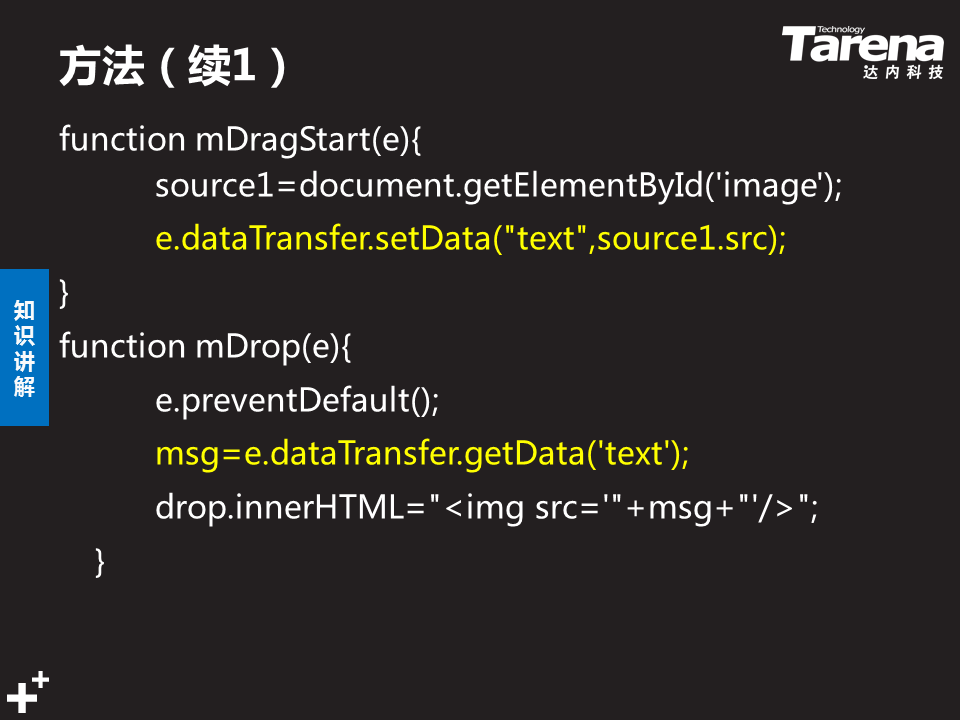 方法（续1）
Technology
Tarena
达内科技
function mDragStart(e){
source1=document.getElementById('image');
e.dataTransfer.setData("text",source1.src);
}
function mDrop(e){
e.preventDefault();
msg=e.dataTransfer.getData('text');
drop.innerHTML="<img src='"+msg+"'/>";
}
知识讲解